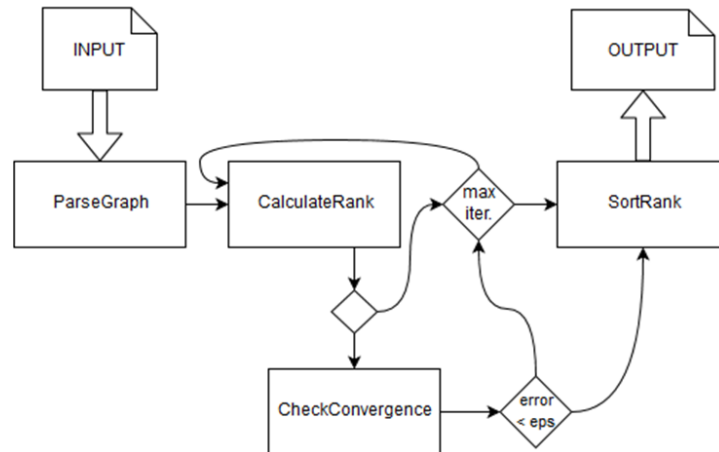 INPUT
OUTPUT
ParseGraph
CalculateRank
max
iter.
SortRank
CheckConvergence
error
< eps